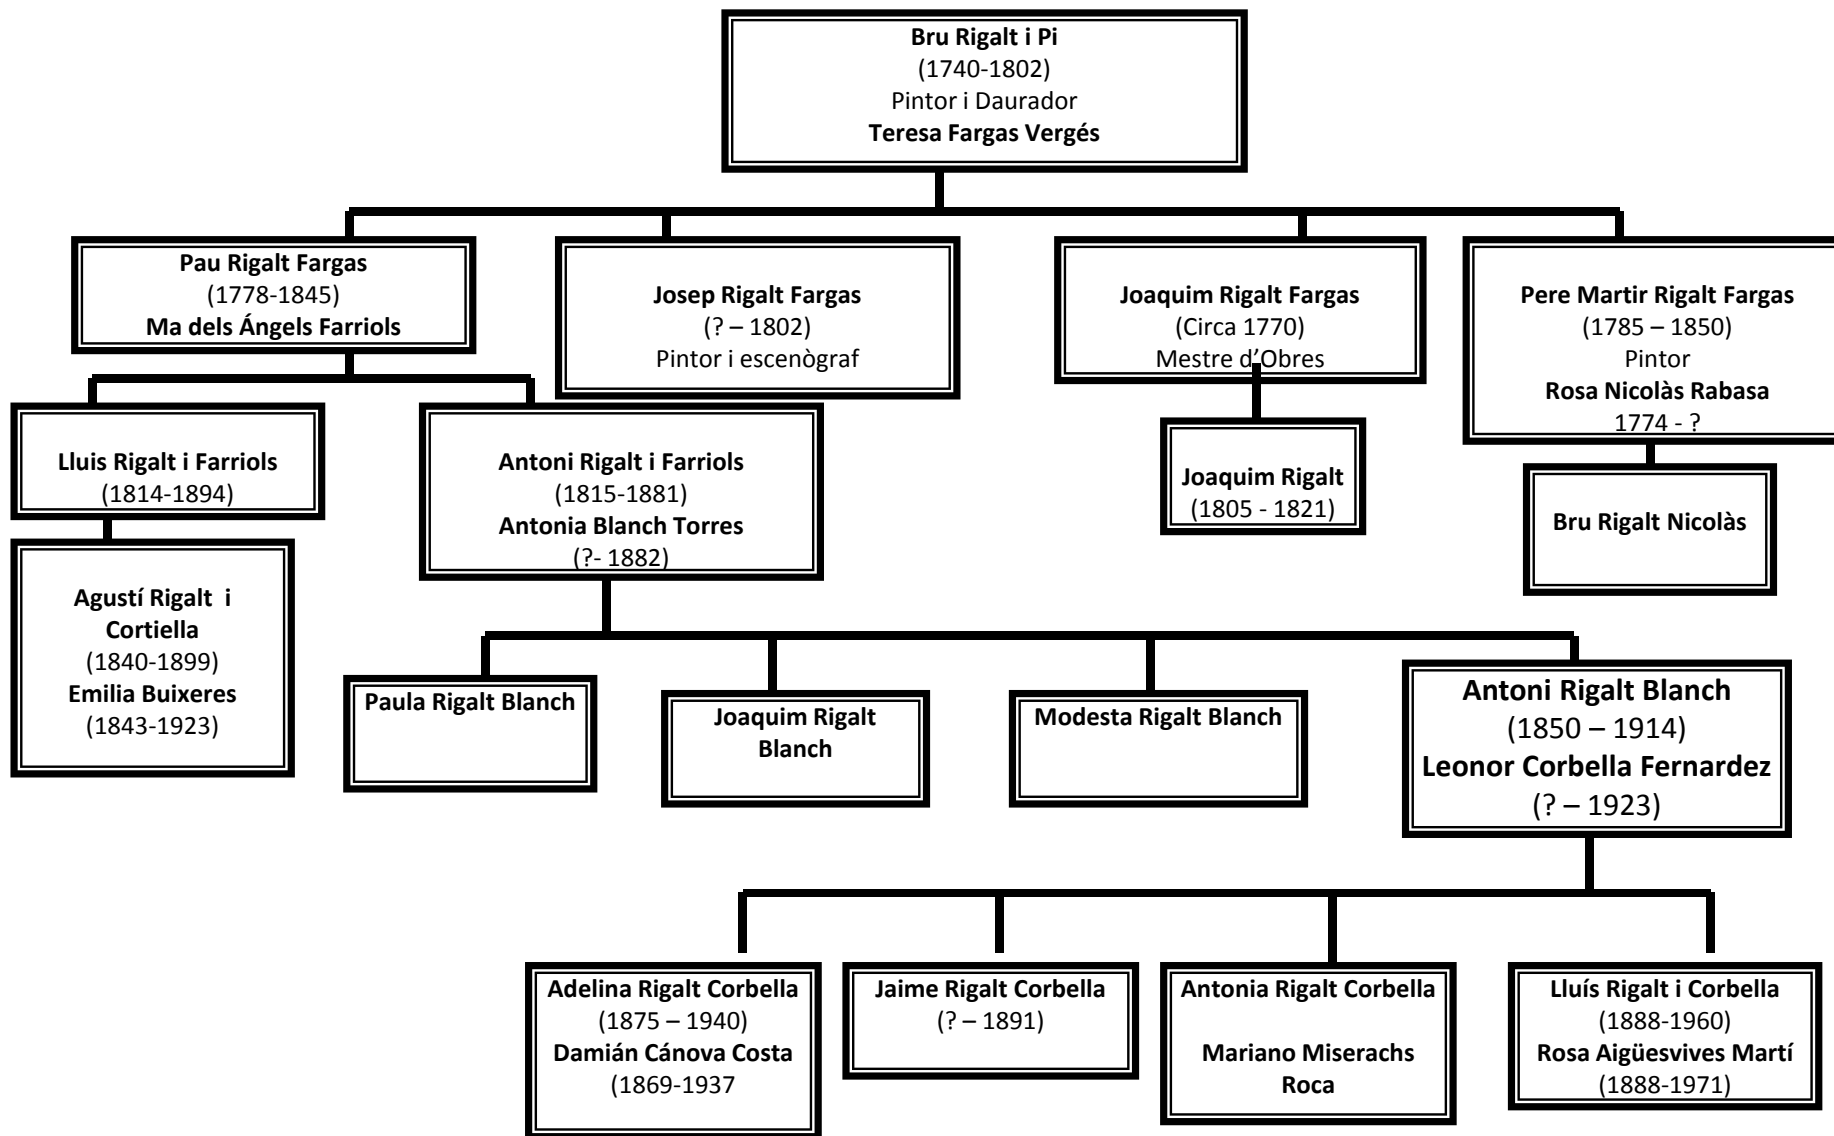 Bru Rigalt i Pi
(1740-1802)
Pintor i Daurador
Teresa Fargas Vergés
Pau Rigalt Fargas
(1778-1845)
Ma dels Ángels Farriols
Josep Rigalt Fargas
(? – 1802)
Pintor i escenògraf
Joaquim Rigalt Fargas
(Circa 1770)
Mestre d’Obres
Pere Martir Rigalt Fargas
(1785 – 1850)
Pintor
Rosa Nicolàs Rabasa
1774 - ?
Lluis Rigalt i Farriols
(1814-1894)
Antoni Rigalt i Farriols
(1815-1881)
Antonia Blanch Torres
(?- 1882)
Joaquim Rigalt
(1805 - 1821)
Bru Rigalt Nicolàs
Agustí Rigalt i
Cortiella
(1840-1899)
Emilia Buixeres
(1843-1923)
Paula Rigalt Blanch
Joaquim Rigalt
Blanch
Modesta Rigalt Blanch
Antoni Rigalt Blanch
(1850 – 1914)
Leonor Corbella Fernardez
(? – 1923)
Adelina Rigalt Corbella
(1875 – 1940)
Damián Cánova Costa
(1869-1937
Jaime Rigalt Corbella
(? – 1891)
Antonia Rigalt Corbella
Mariano Miserachs
Roca
Lluís Rigalt i Corbella
(1888-1960)
Rosa Aigüesvives Martí
(1888-1971)